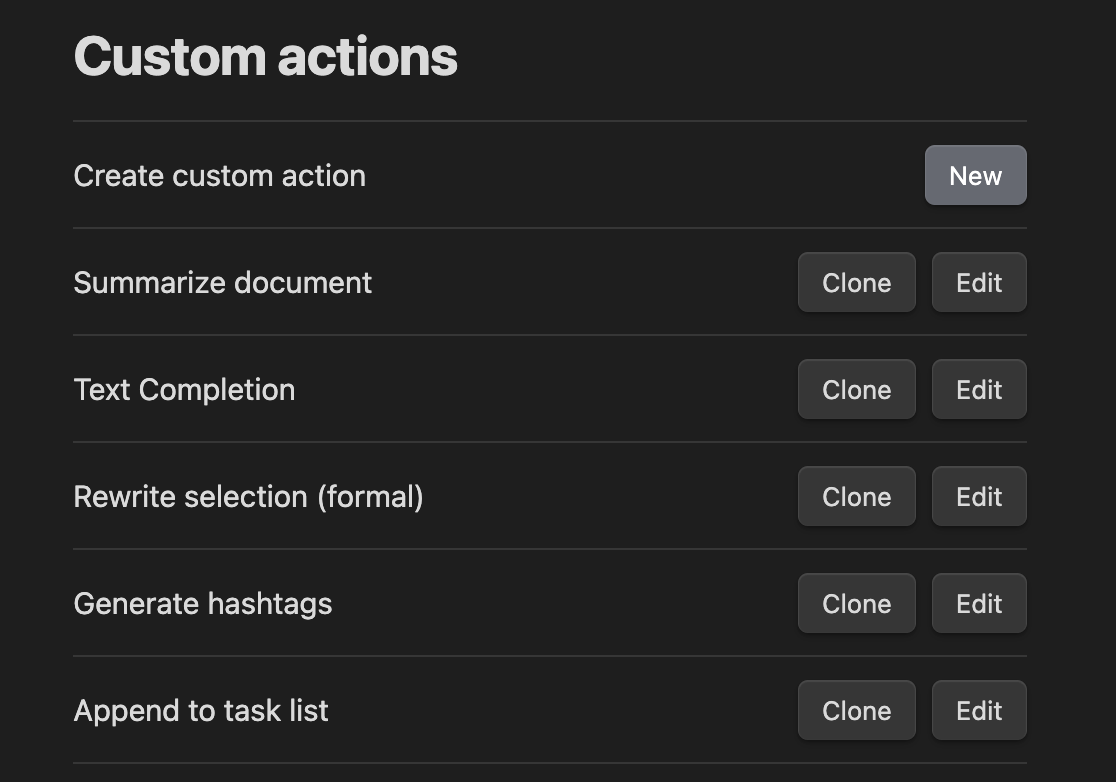 Custom actions
Create custom action New
Summarize document Clone Edit
Text Completion Clone Edit
Rewrite selection (formal) Clone Edit
Generate hashtags Clone Edit
Append to task list Clone Edit